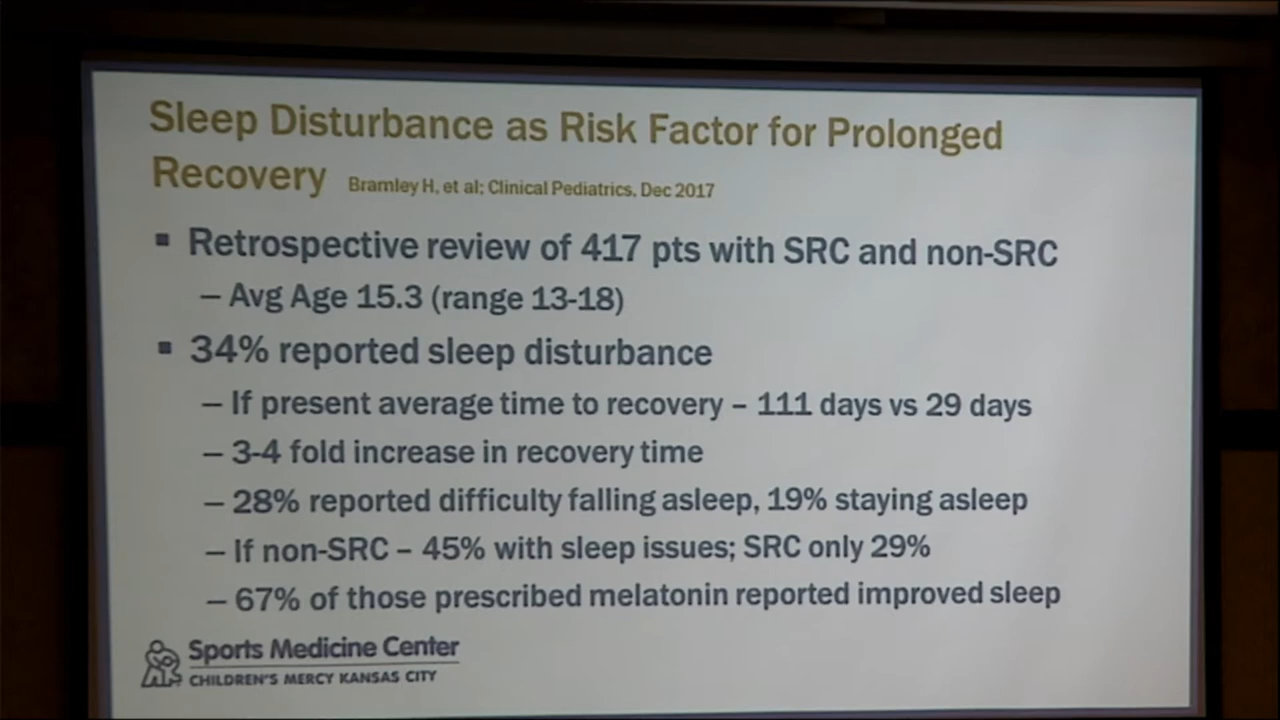 Sleep Disturbance as Risk Factor for Prolonged
Recovery Bramley H, et al; Clinical Pediatrics, Dec 2017
▪ Retrospective review of 417 pts with SRC and non-SRC
– Avg Age 15.3 (range 13-18)
▪ 34% reported sleep disturbance
– If present average time to recovery – 111 days vs 29 days
– 3-4 fold increase in recovery time
– 28% reported difficulty falling asleep, 19% staying asleep
– If non-SRC – 45% with sleep issues; SRC only 29%
– 67% of those prescribed melatonin reported improved sleep
Sports Medicine Center
CHILDREN'S MERCY KANSAS CITY